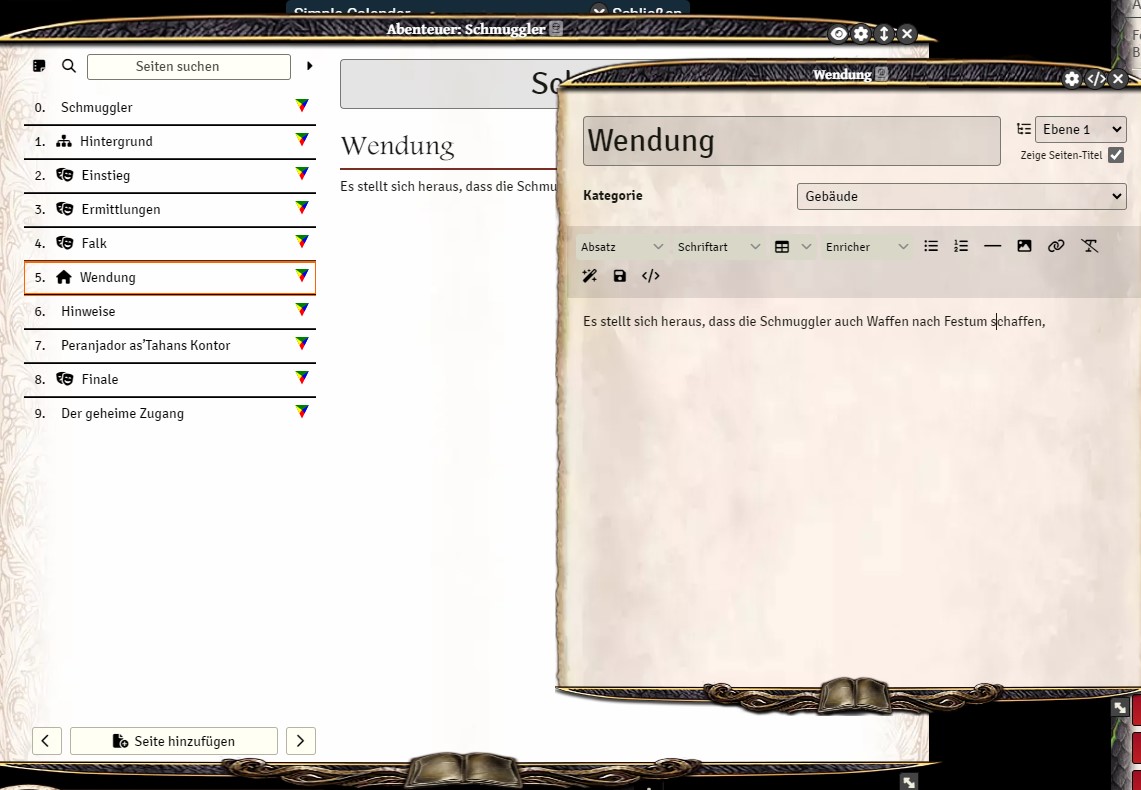 Simple Calendar
Schließen
Abenteuer: Schmuggler
Seiten suchen
0. Schmuggler
1. Hintergrund
2. Einstieg
3. Ermittlungen
4. Falk
5. Wendung
6. Hinweise
7. Peranjador as’Tahans Kontor
8. Finale
9. Der geheime Zugang
Seite hinzufügen
Wendung
Es stellt sich heraus, dass die Schmu
Wendung
Wendung
Ebene 1
Zeige Seiten-Titel
Kategorie
Gebäude
Absatz
Schriftart
Enricher
Es stellt sich heraus, dass die Schmuggler auch Waffen nach Festum schaffen,